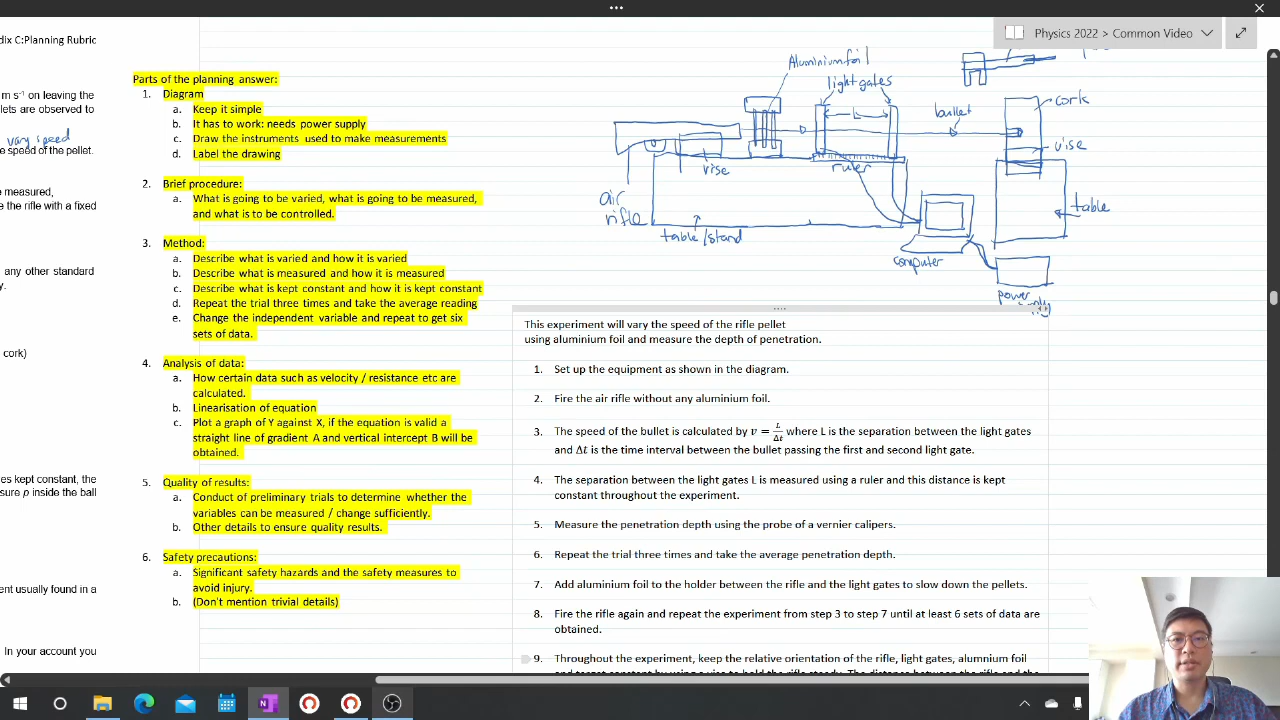 Physics 2022 > Common Video
dix C:Planning Rubric
m s⁻¹ on leaving the
lets are observed to
vary speed
e speed of the pellet.
e measured,
e the rifle with a fixed
any other standard
y.
cork)
es kept constant, the
sure p inside the ball
ent usually found in a
In your account you
Parts of the planning answer:
1. Diagram
a. Keep it simple
b. It has to work: needs power supply
c. Draw the instruments used to make measurements
d. Label the drawing
2. Brief procedure:
a. What is going to be varied, what is going to be measured,
and what is to be controlled.
3. Method:
a. Describe what is varied and how it is varied
b. Describe what is measured and how it is measured
c. Describe what is kept constant and how it is kept constant
d. Repeat the trial three times and take the average reading
e. Change the independent variable and repeat to get six
sets of data.
4. Analysis of data:
a. How certain data such as velocity / resistance etc are
calculated.
b. Linearisation of equation
c. Plot a graph of Y against X, if the equation is valid a
straight line of gradient A and vertical intercept B will be
obtained.
5. Quality of results:
a. Conduct of preliminary trials to determine whether the
variables can be measured / change sufficiently.
b. Other details to ensure quality results.
6. Safety precautions:
a. Significant safety hazards and the safety measures to
avoid injury.
b. (Don't mention trivial details)
Aluminium foil
light gates
L
bullet
cork
vise
vise
ruler
air
rifle
table/stand
table
computer
power
This experiment will vary the speed of the rifle pellet
using aluminium foil and measure the depth of penetration.
1. Set up the equipment as shown in the diagram.
2. Fire the air rifle without any aluminium foil.
3. The speed of the bullet is calculated by v = L/Δt where L is the separation between the light gates
and Δt is the time interval between the bullet passing the first and second light gate.
4. The separation between the light gates L is measured using a ruler and this distance is kept
constant throughout the experiment.
5. Measure the penetration depth using the probe of a vernier calipers.
6. Repeat the trial three times and take the average penetration depth.
7. Add aluminium foil to the holder between the rifle and the light gates to slow down the pellets.
8. Fire the rifle again and repeat the experiment from step 3 to step 7 until at least 6 sets of data are
obtained.
9. Throughout the experiment, keep the relative orientation of the rifle, light gates, alumnium foil
and target constant by using a vise to hold the rifle steady. The distance between the rifle and the